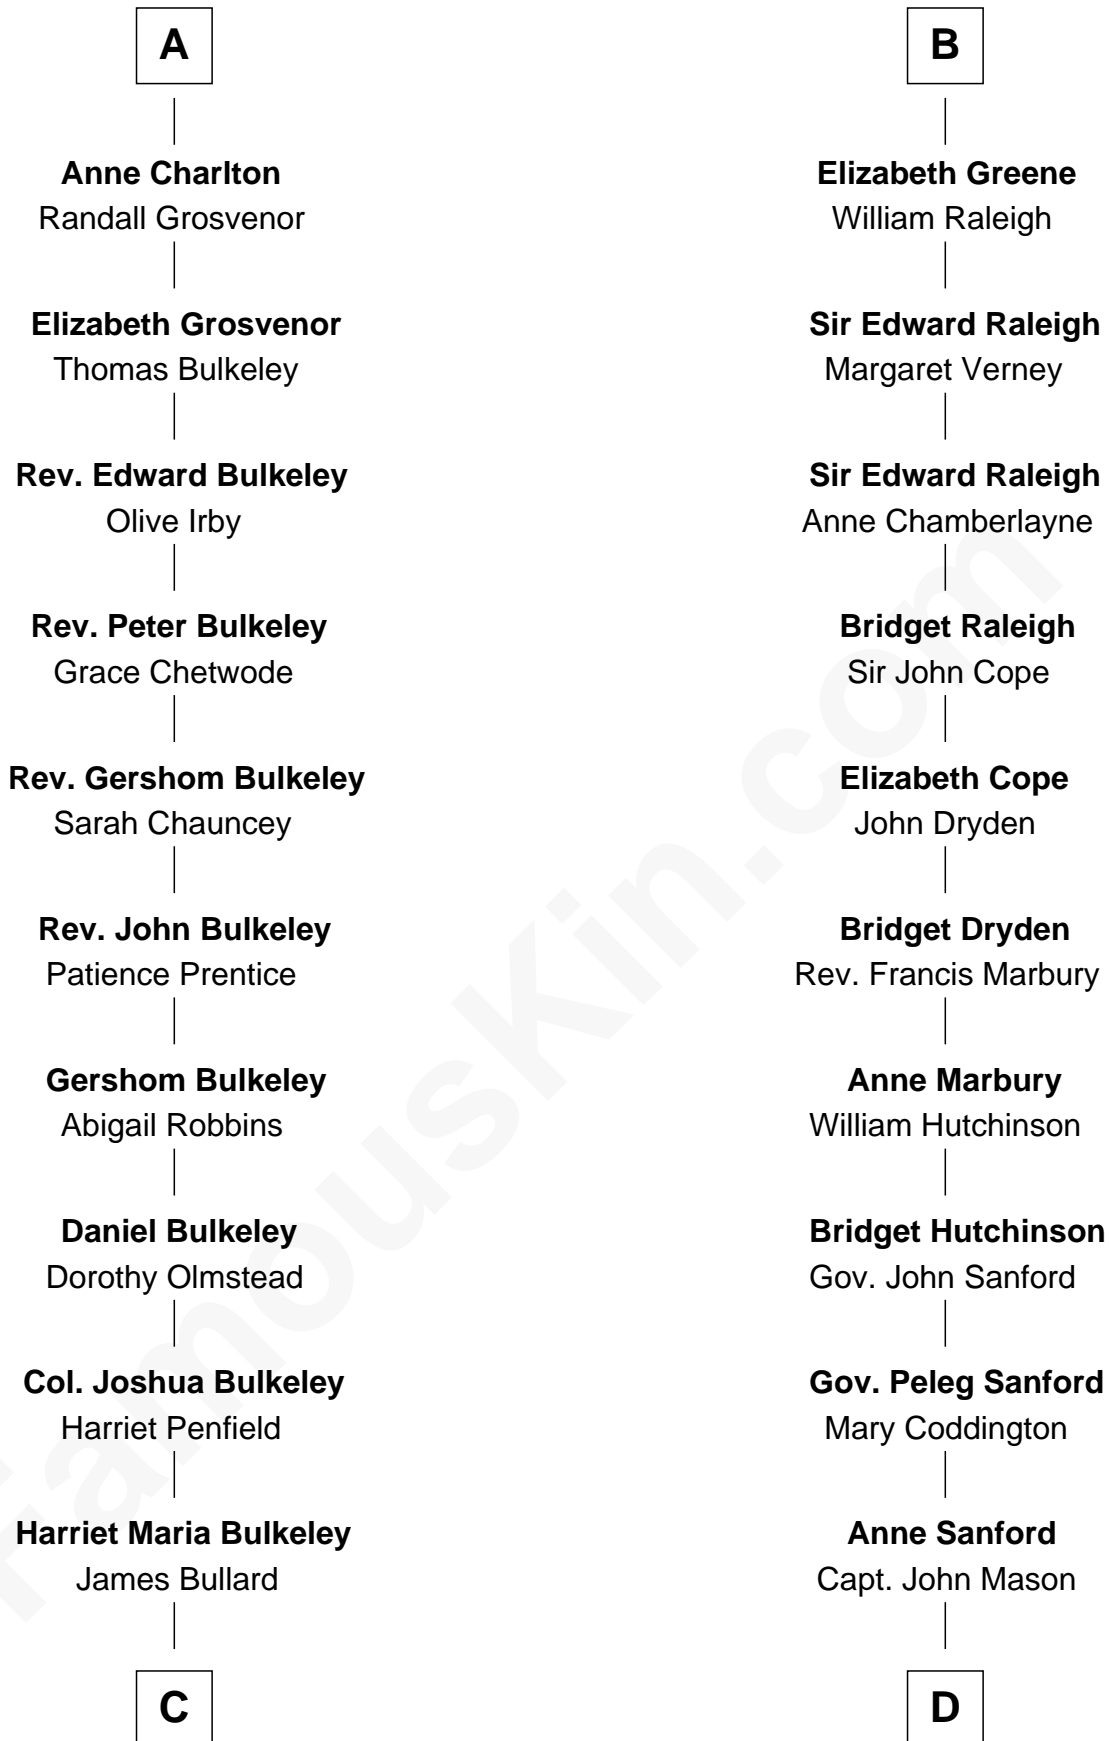 A
Anne Charlton
Randall Grosvenor
Elizabeth Grosvenor
Thomas Bulkeley
Rev. Edward Bulkeley
Olive Irby
Rev. Peter Bulkeley
Grace Chetwode
Rev. Gershom Bulkeley
Sarah Chauncey
Rev. John Bulkeley
Patience Prentice
Gershom Bulkeley
Abigail Robbins
Daniel Bulkeley
Dorothy Olmstead
Col. Joshua Bulkeley
Harriet Penfield
Harriet Maria Bulkeley
James Bullard
C
B
Elizabeth Greene
William Raleigh
Sir Edward Raleigh
Margaret Verney
Sir Edward Raleigh
Anne Chamberlayne
Bridget Raleigh
Sir John Cope
Elizabeth Cope
John Dryden
Bridget Dryden
Rev. Francis Marbury
Anne Marbury
William Hutchinson
Bridget Hutchinson
Gov. John Sanford
Gov. Peleg Sanford
Mary Coddington
Anne Sanford
Capt. John Mason
D
FamousKin.com